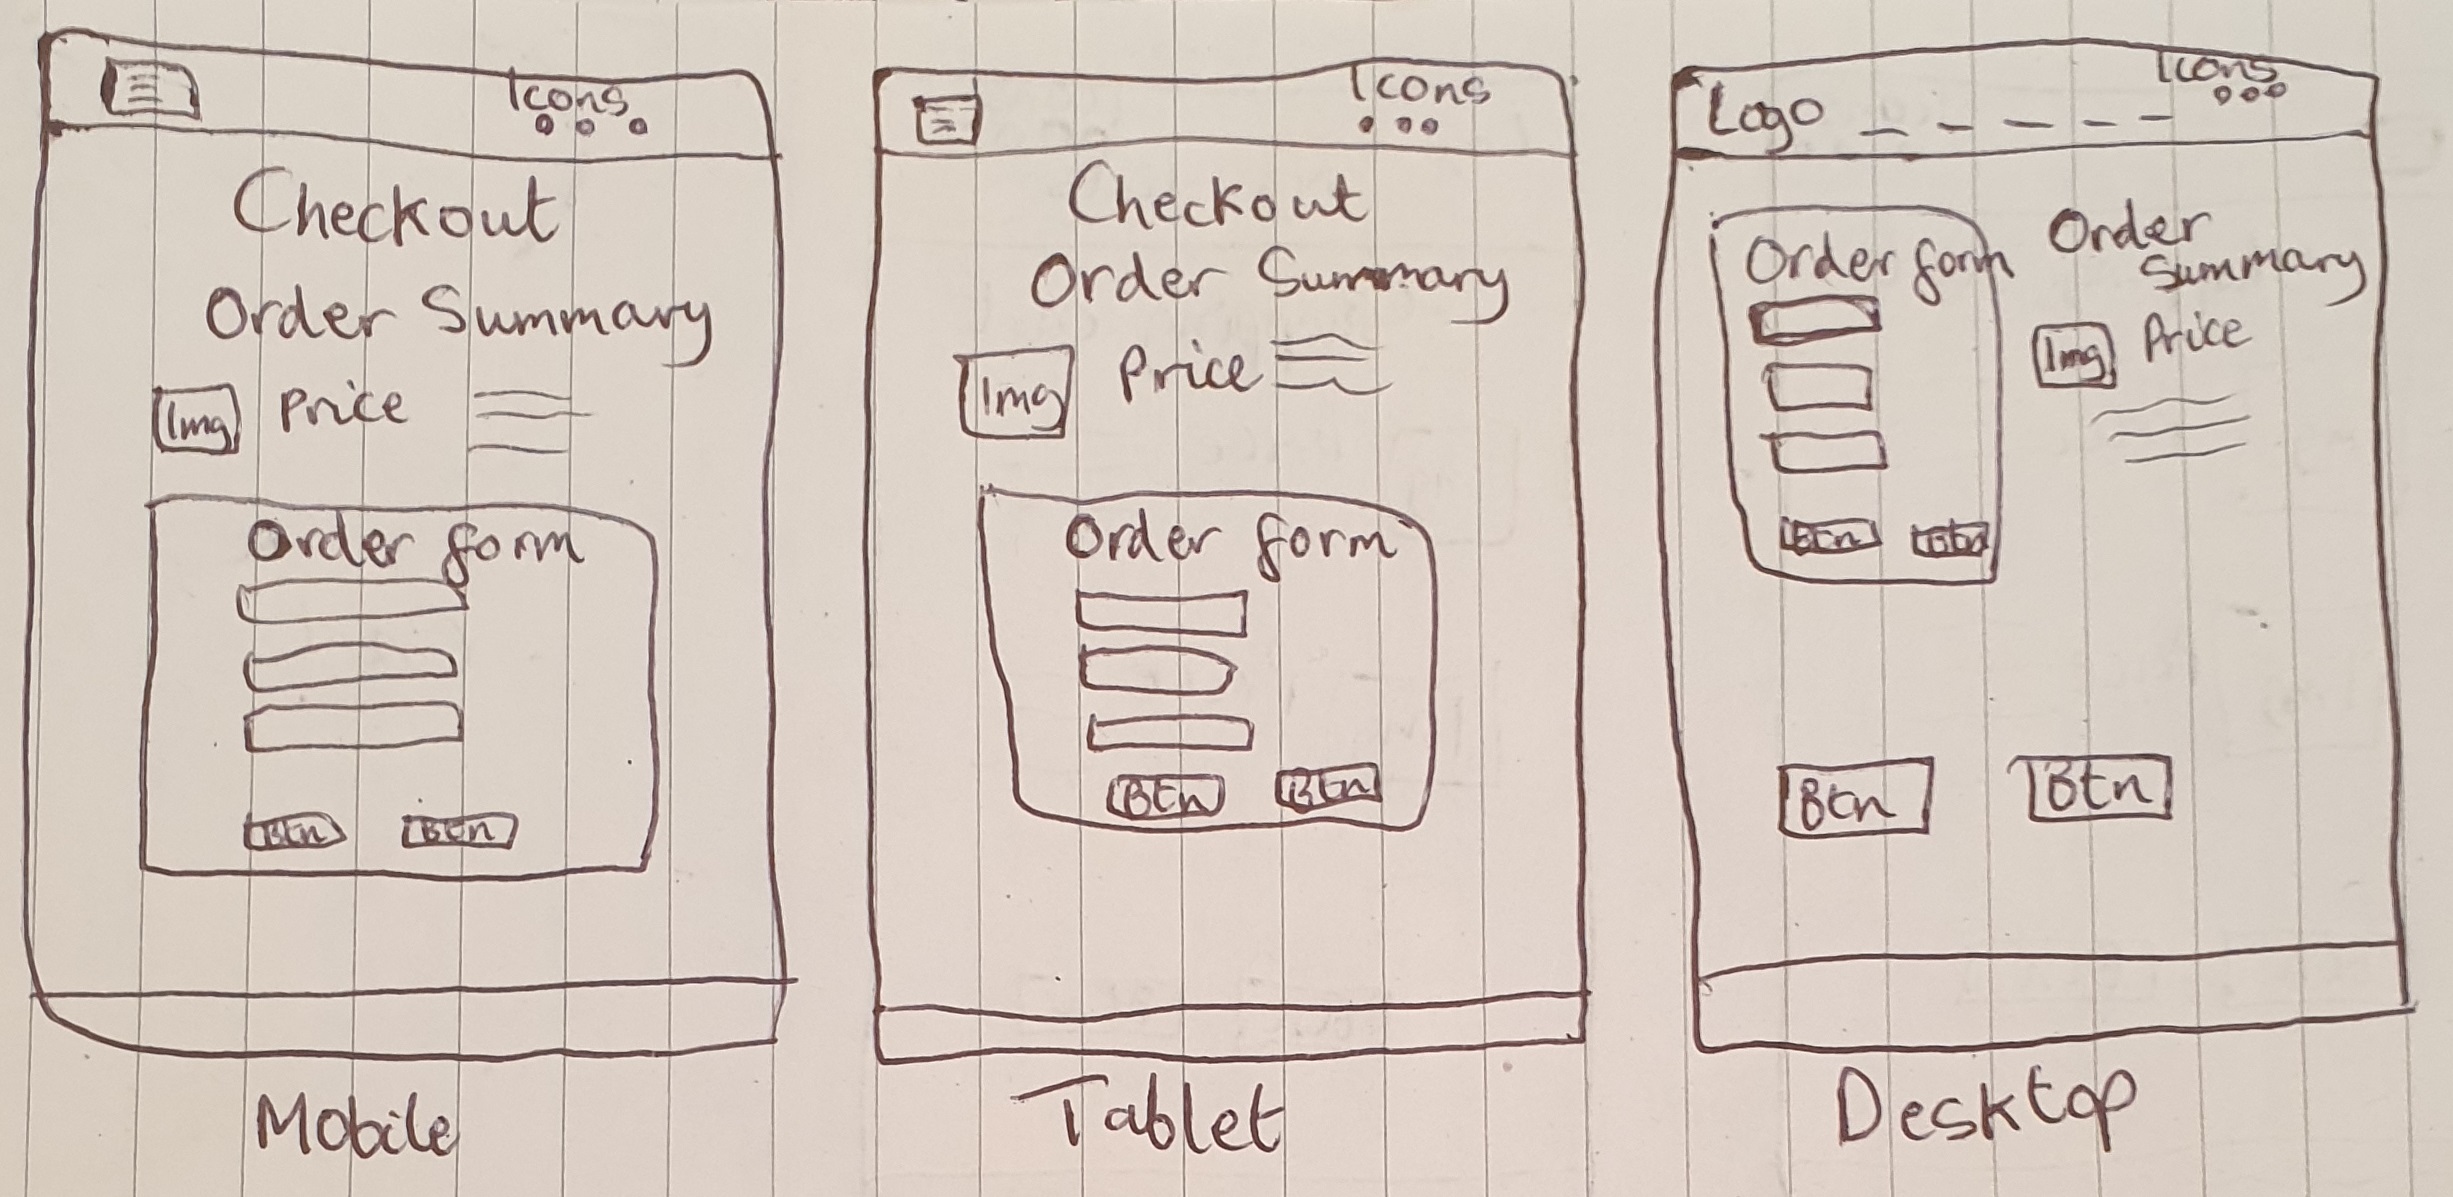 Icons
Checkout
Order Summary
Img Price
Order form
Btn Btn
Mobile
Icons
Checkout
Order Summary
Img Price
Order form
Btn Btn
Tablet
Logo Icons
Order form
Btn Btn
Order
Summary
Img Price
Btn Btn
Desktop